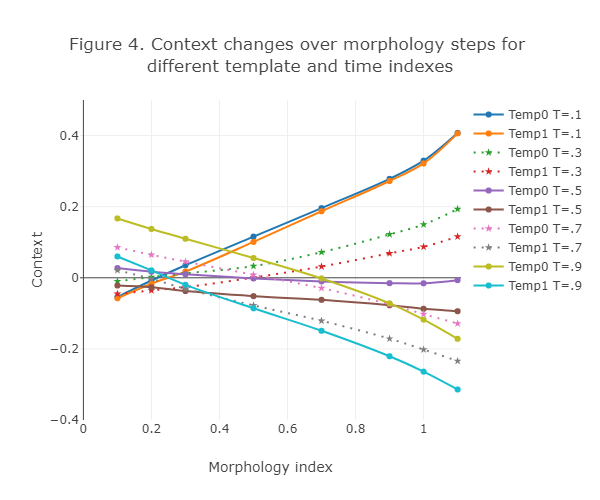 Figure 4. Context changes over morphology steps for
different template and time indexes
Context
0.4
0.2
0
−0.2
−0.4
0
0.2
0.4
0.6
0.8
1
Morphology index
Temp0 T=.1
Temp1 T=.1
Temp0 T=.3
Temp1 T=.3
Temp0 T=.5
Temp1 T=.5
Temp0 T=.7
Temp1 T=.7
Temp0 T=.9
Temp1 T=.9